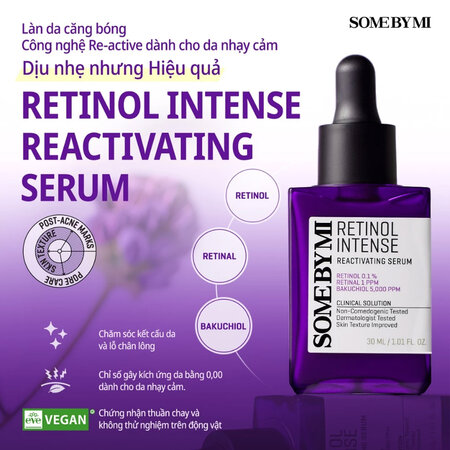 Làn da căng bóng
Công nghệ Re-active dành cho da nhạy cảm
Dịu nhẹ nhưng Hiệu quả
SOME BY MI
RETINOL INTENSE
REACTIVATING
SERUM
POST-ACNE MARKS
SKIN TEXTURE
PORE CARE
RETINOL
RETINAL
BAKUCHIOL
Chăm sóc kết cấu da
và lỗ chân lông
Chỉ số gây kích ứng da bằng 0,00
dành cho da nhạy cảm.
eve VEGAN
Chứng nhận thuần chay và
không thử nghiệm trên động vật
SOME BY MI
RETINOL
INTENSE
REACTIVATING SERUM
RETINOL 0.1 %
RETINAL 1 PPM
BAKUCHIOL 5,000 PPM
CLINICAL SOLUTION
Non-Comedogenic Tested
Dermatologist Tested
Skin Texture Improved
30 ML / 1.01 FL. OZ.